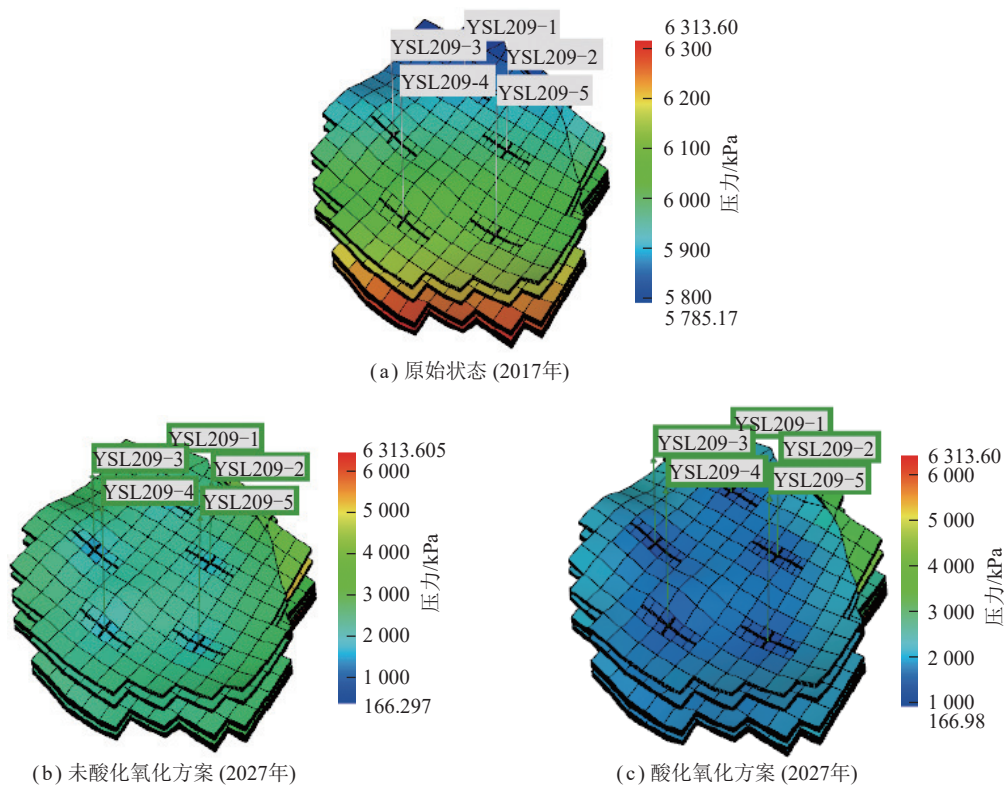 YSL209-1
YSL209-3
YSL209-2
YSL209-4
YSL209-5
6 313.60
6 300
6 200
6 100
6 000
5 900
5 800
5 785.17
压力/kPa
(a) 原始状态 (2017年)
YSL209-1
YSL209-3
YSL209-2
YSL209-4
YSL209-5
6 313.605
6 000
5 000
4 000
3 000
2 000
1 000
166.297
压力/kPa
(b) 未酸化氧化方案 (2027年)
YSL209-1
YSL209-3
YSL209-2
YSL209-4
YSL209-5
6 313.60
6 000
5 000
4 000
3 000
2 000
1 000
166.98
压力/kPa
(c) 酸化氧化方案 (2027年)